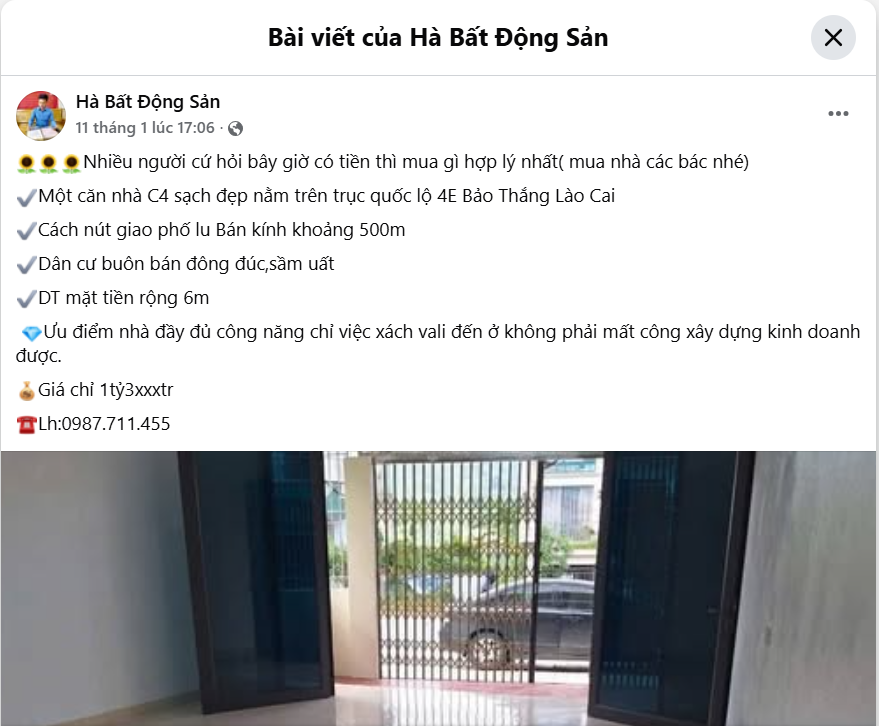 Bài viết của Hà Bất Động Sản
Hà Bất Động Sản
11 tháng 1 lúc 17:06 ·
🌻🌻🌻Nhiều người cứ hỏi bây giờ có tiền thì mua gì hợp lý nhất( mua nhà các bác nhé)
✔️Một căn nhà C4 sạch đẹp nằm trên trục quốc lộ 4E Bảo Thắng Lào Cai
✔️Cách nút giao phố lu Bán kính khoảng 500m
✔️Dân cư buôn bán đông đúc,sầm uất
✔️DT mặt tiền rộng 6m
💎Ưu điểm nhà đầy đủ công năng chỉ việc xách vali đến ở không phải mất công xây dựng kinh doanh
được.
💰Giá chỉ 1tỷ3xxxtr
☎️Lh:0987.711.455